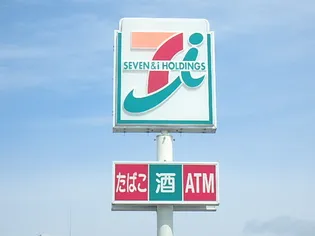 SEVEN & i HOLDINGS
たばこ 酒 ATM